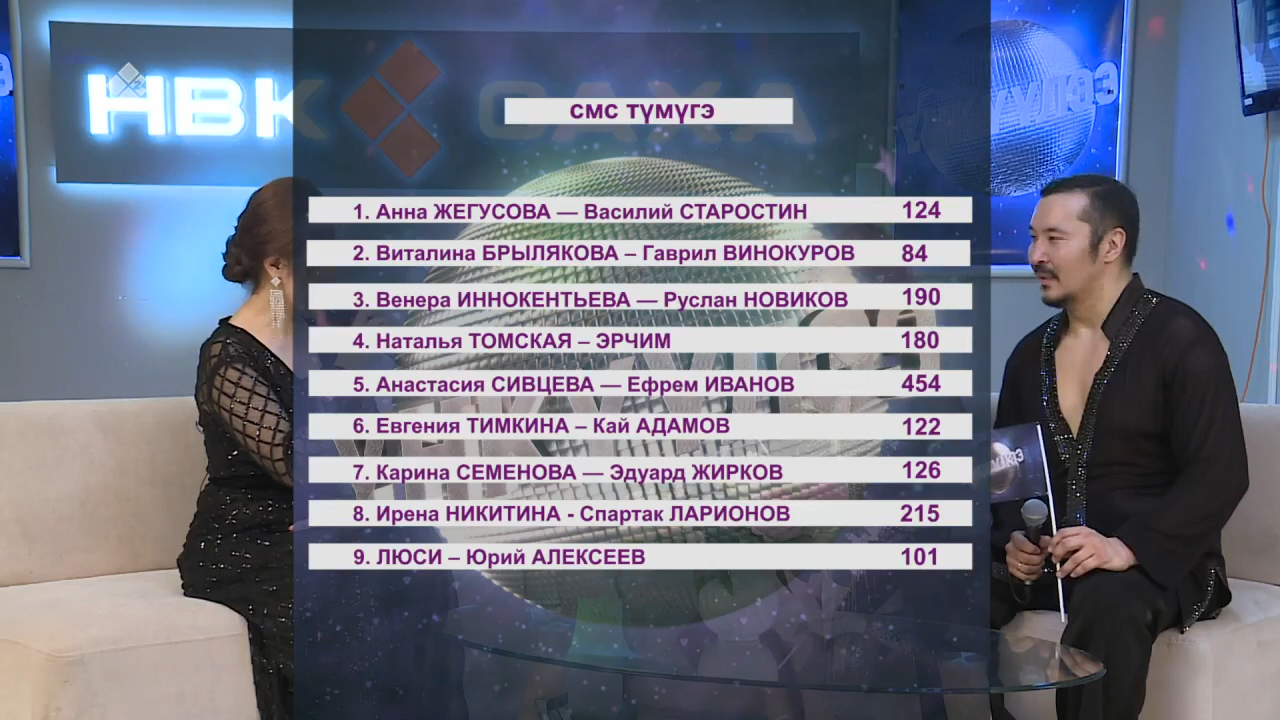 НВК САХА
смс түмүгэ
1. Анна ЖЕГУСОВА — Василий СТАРОСТИН 124
2. Виталина БРЫЛЯКОВА – Гаврил ВИНОКУРОВ 84
3. Венера ИННОКЕНТЬЕВА — Руслан НОВИКОВ 190
4. Наталья ТОМСКАЯ – ЭРЧИМ 180
5. Анастасия СИВЦЕВА — Ефрем ИВАНОВ 454
6. Евгения ТИМКИНА – Кай АДАМОВ 122
7. Карина СЕМЕНОВА — Эдуард ЖИРКОВ 126
8. Ирена НИКИТИНА - Спартак ЛАРИОНОВ 215
9. ЛЮСИ – Юрий АЛЕКСЕЕВ 101